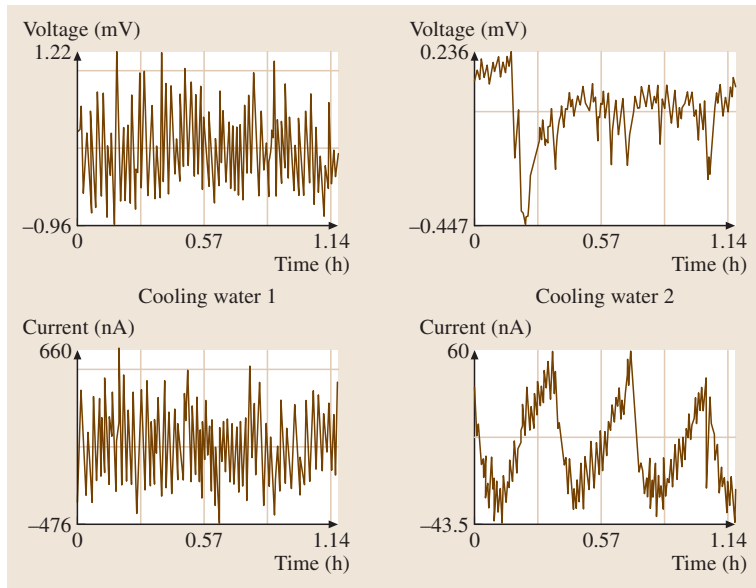 Voltage (mV)
1.22
−0.96
0
0.57
1.14
Time (h)
Voltage (mV)
0.236
−0.4447
0
0.57
1.14
Time (h)
Cooling water 1
Cooling water 2
Current (nA)
660
−476
0
0.57
1.14
Time (h)
Current (nA)
60
−43.5
0
0.57
1.14
Time (h)